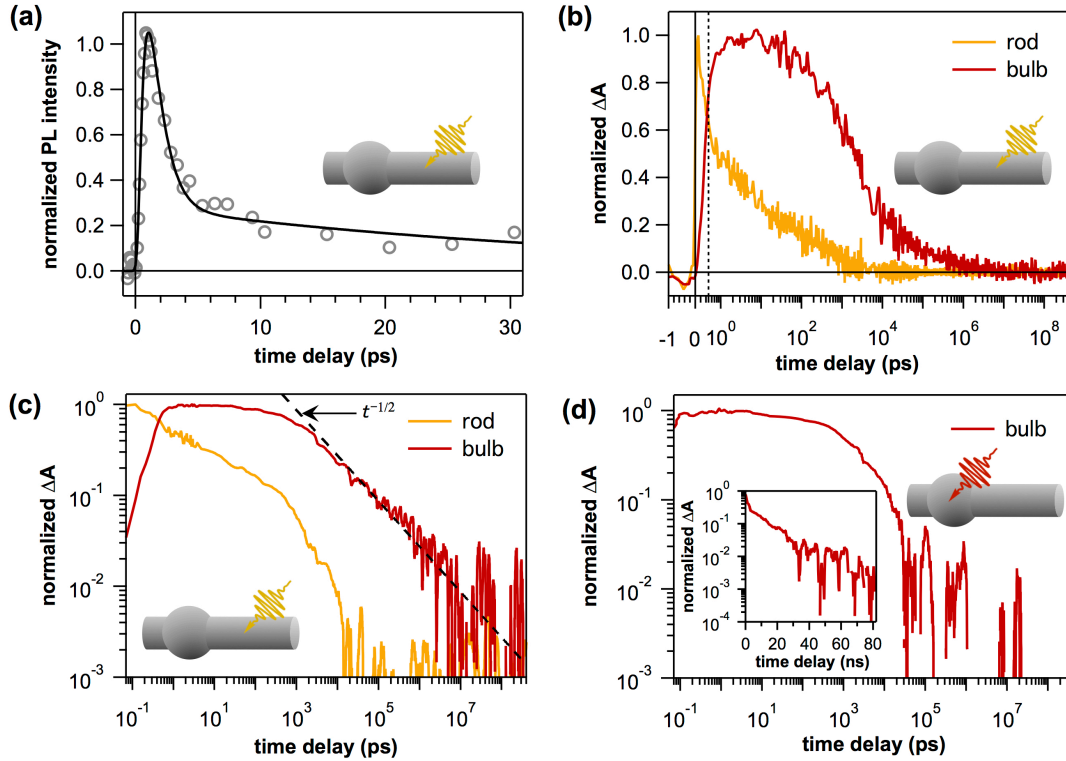 (a)
normalized PL intensity
1.0
0.8
0.6
0.4
0.2
0.0
0
10
20
30
time delay (ps)
(b)
normalized ΔA
1.0
0.8
0.6
0.4
0.2
0.0
rod
bulb
-1
0
10^0
10^2
10^4
10^6
10^8
time delay (ps)
(c)
normalized ΔA
10^0
10^-1
10^-2
10^-3
t^−1/2
rod
bulb
10^-1
10^1
10^3
10^5
10^7
time delay (ps)
(d)
normalized ΔA
10^0
10^-1
10^-2
10^-3
bulb
normalized ΔA
10^0
10^-1
10^-2
10^-3
10^-4
0
20
40
60
80
time delay (ns)
10^-1
10^1
10^3
10^5
10^7
time delay (ps)